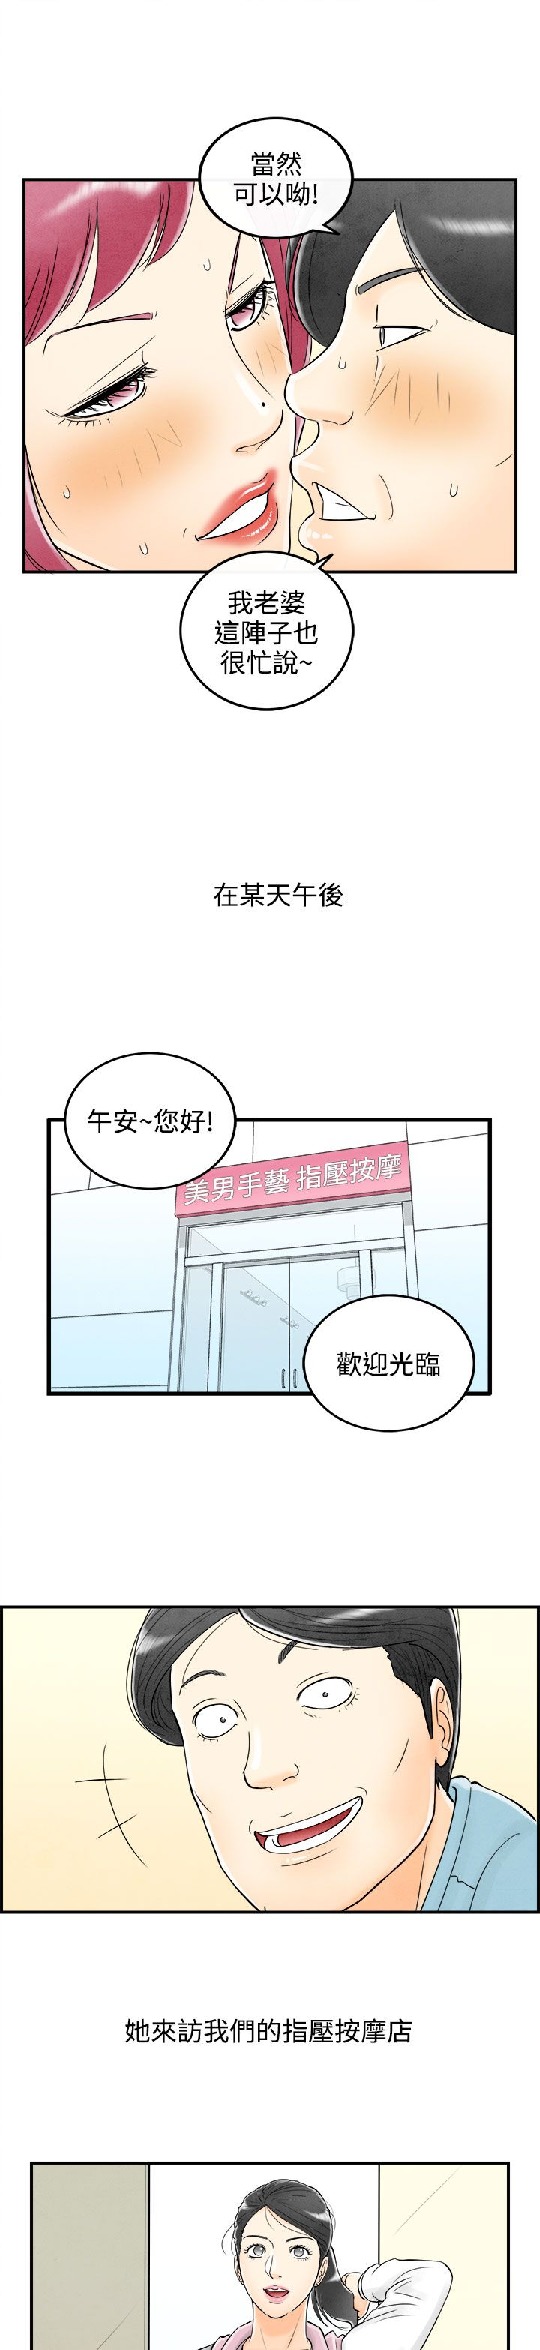 當然
可以呦!
我老婆
這陣子也
很忙說~
在某天午後
午安~您好!
美男手藝 指壓按摩
歡迎光臨
她來訪我們的指壓按摩店